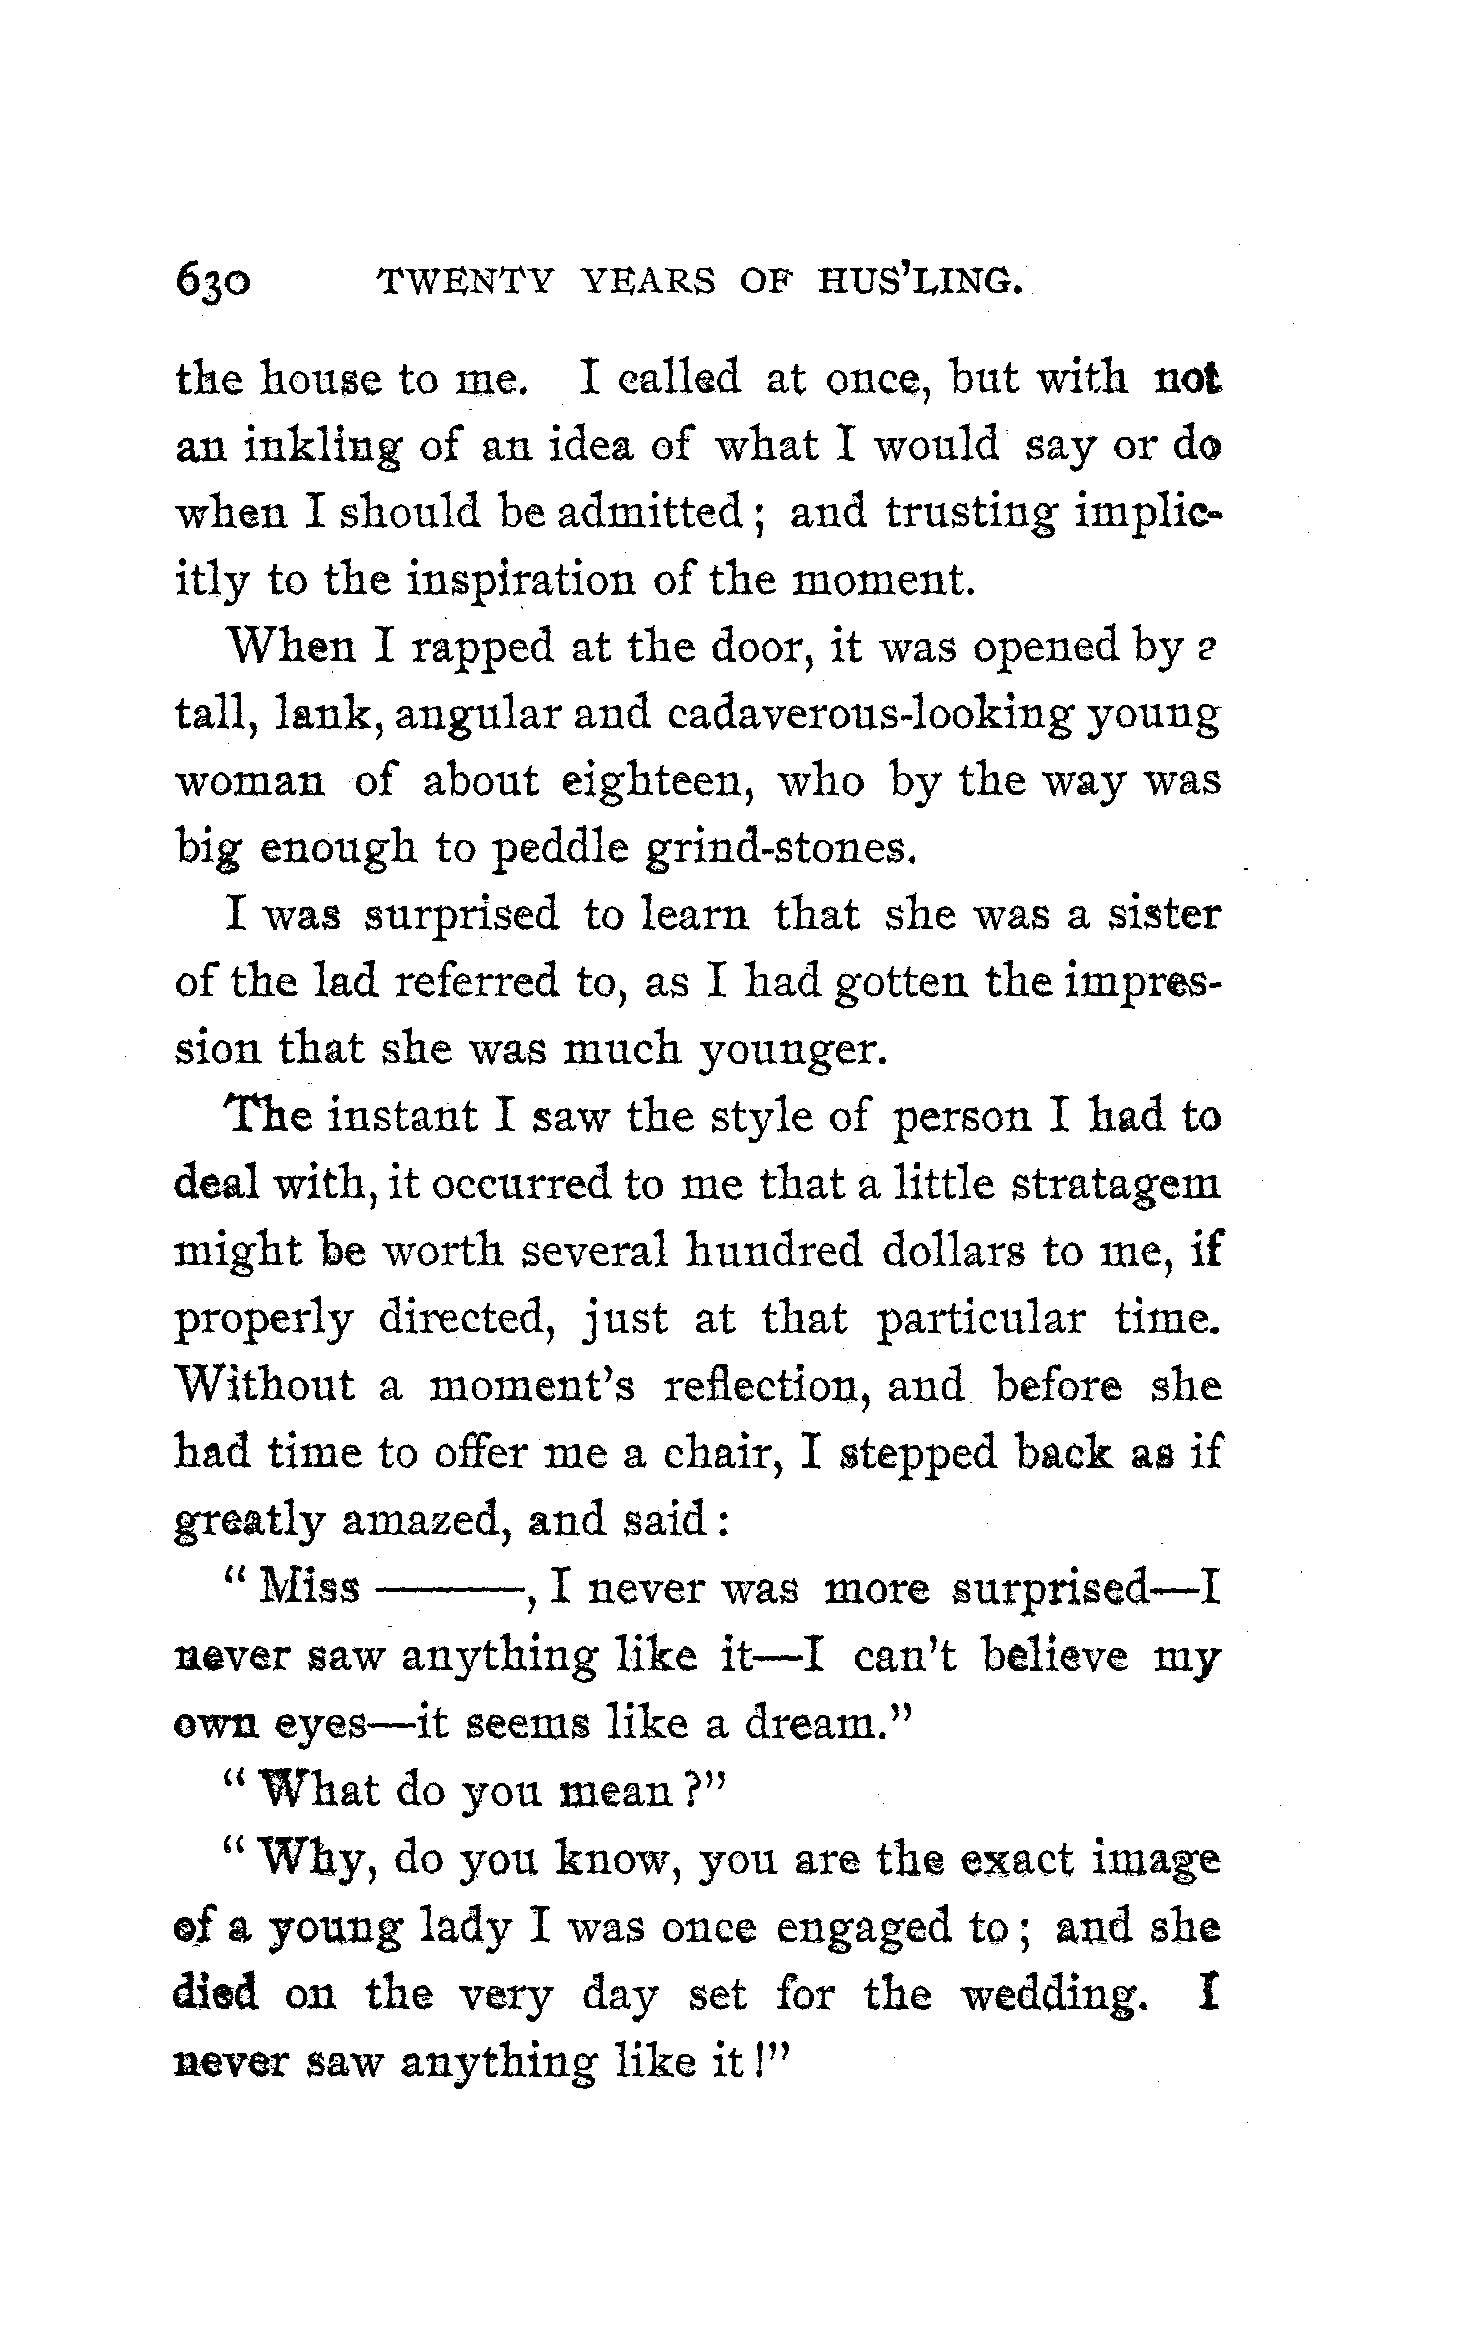 630 TWENTY YEARS OF HUS'LING.
the house to me. I called at once, but with not
an inkling of an idea of what I would say or do
when I should be admitted; and trusting implic-
itly to the inspiration of the moment.
When I rapped at the door, it was opened by a
tall, lank, angular and cadaverous-looking young
woman of about eighteen, who by the way was
big enough to peddle grind-stones.
I was surprised to learn that she was a sister
of the lad referred to, as I had gotten the impres-
sion that she was much younger.
The instant I saw the style of person I had to
deal with, it occurred to me that a little stratagem
might be worth several hundred dollars to me, if
properly directed, just at that particular time.
Without a moment's reflection, and before she
had time to offer me a chair, I stepped back as if
greatly amazed, and said:
"Miss ———, I never was more surprised—I
never saw anything like it—I can't believe my
own eyes—it seems like a dream."
"What do you mean?"
"Why, do you know, you are the exact image
of a young lady I was once engaged to; and she
died on the very day set for the wedding. I
never saw anything like it!"